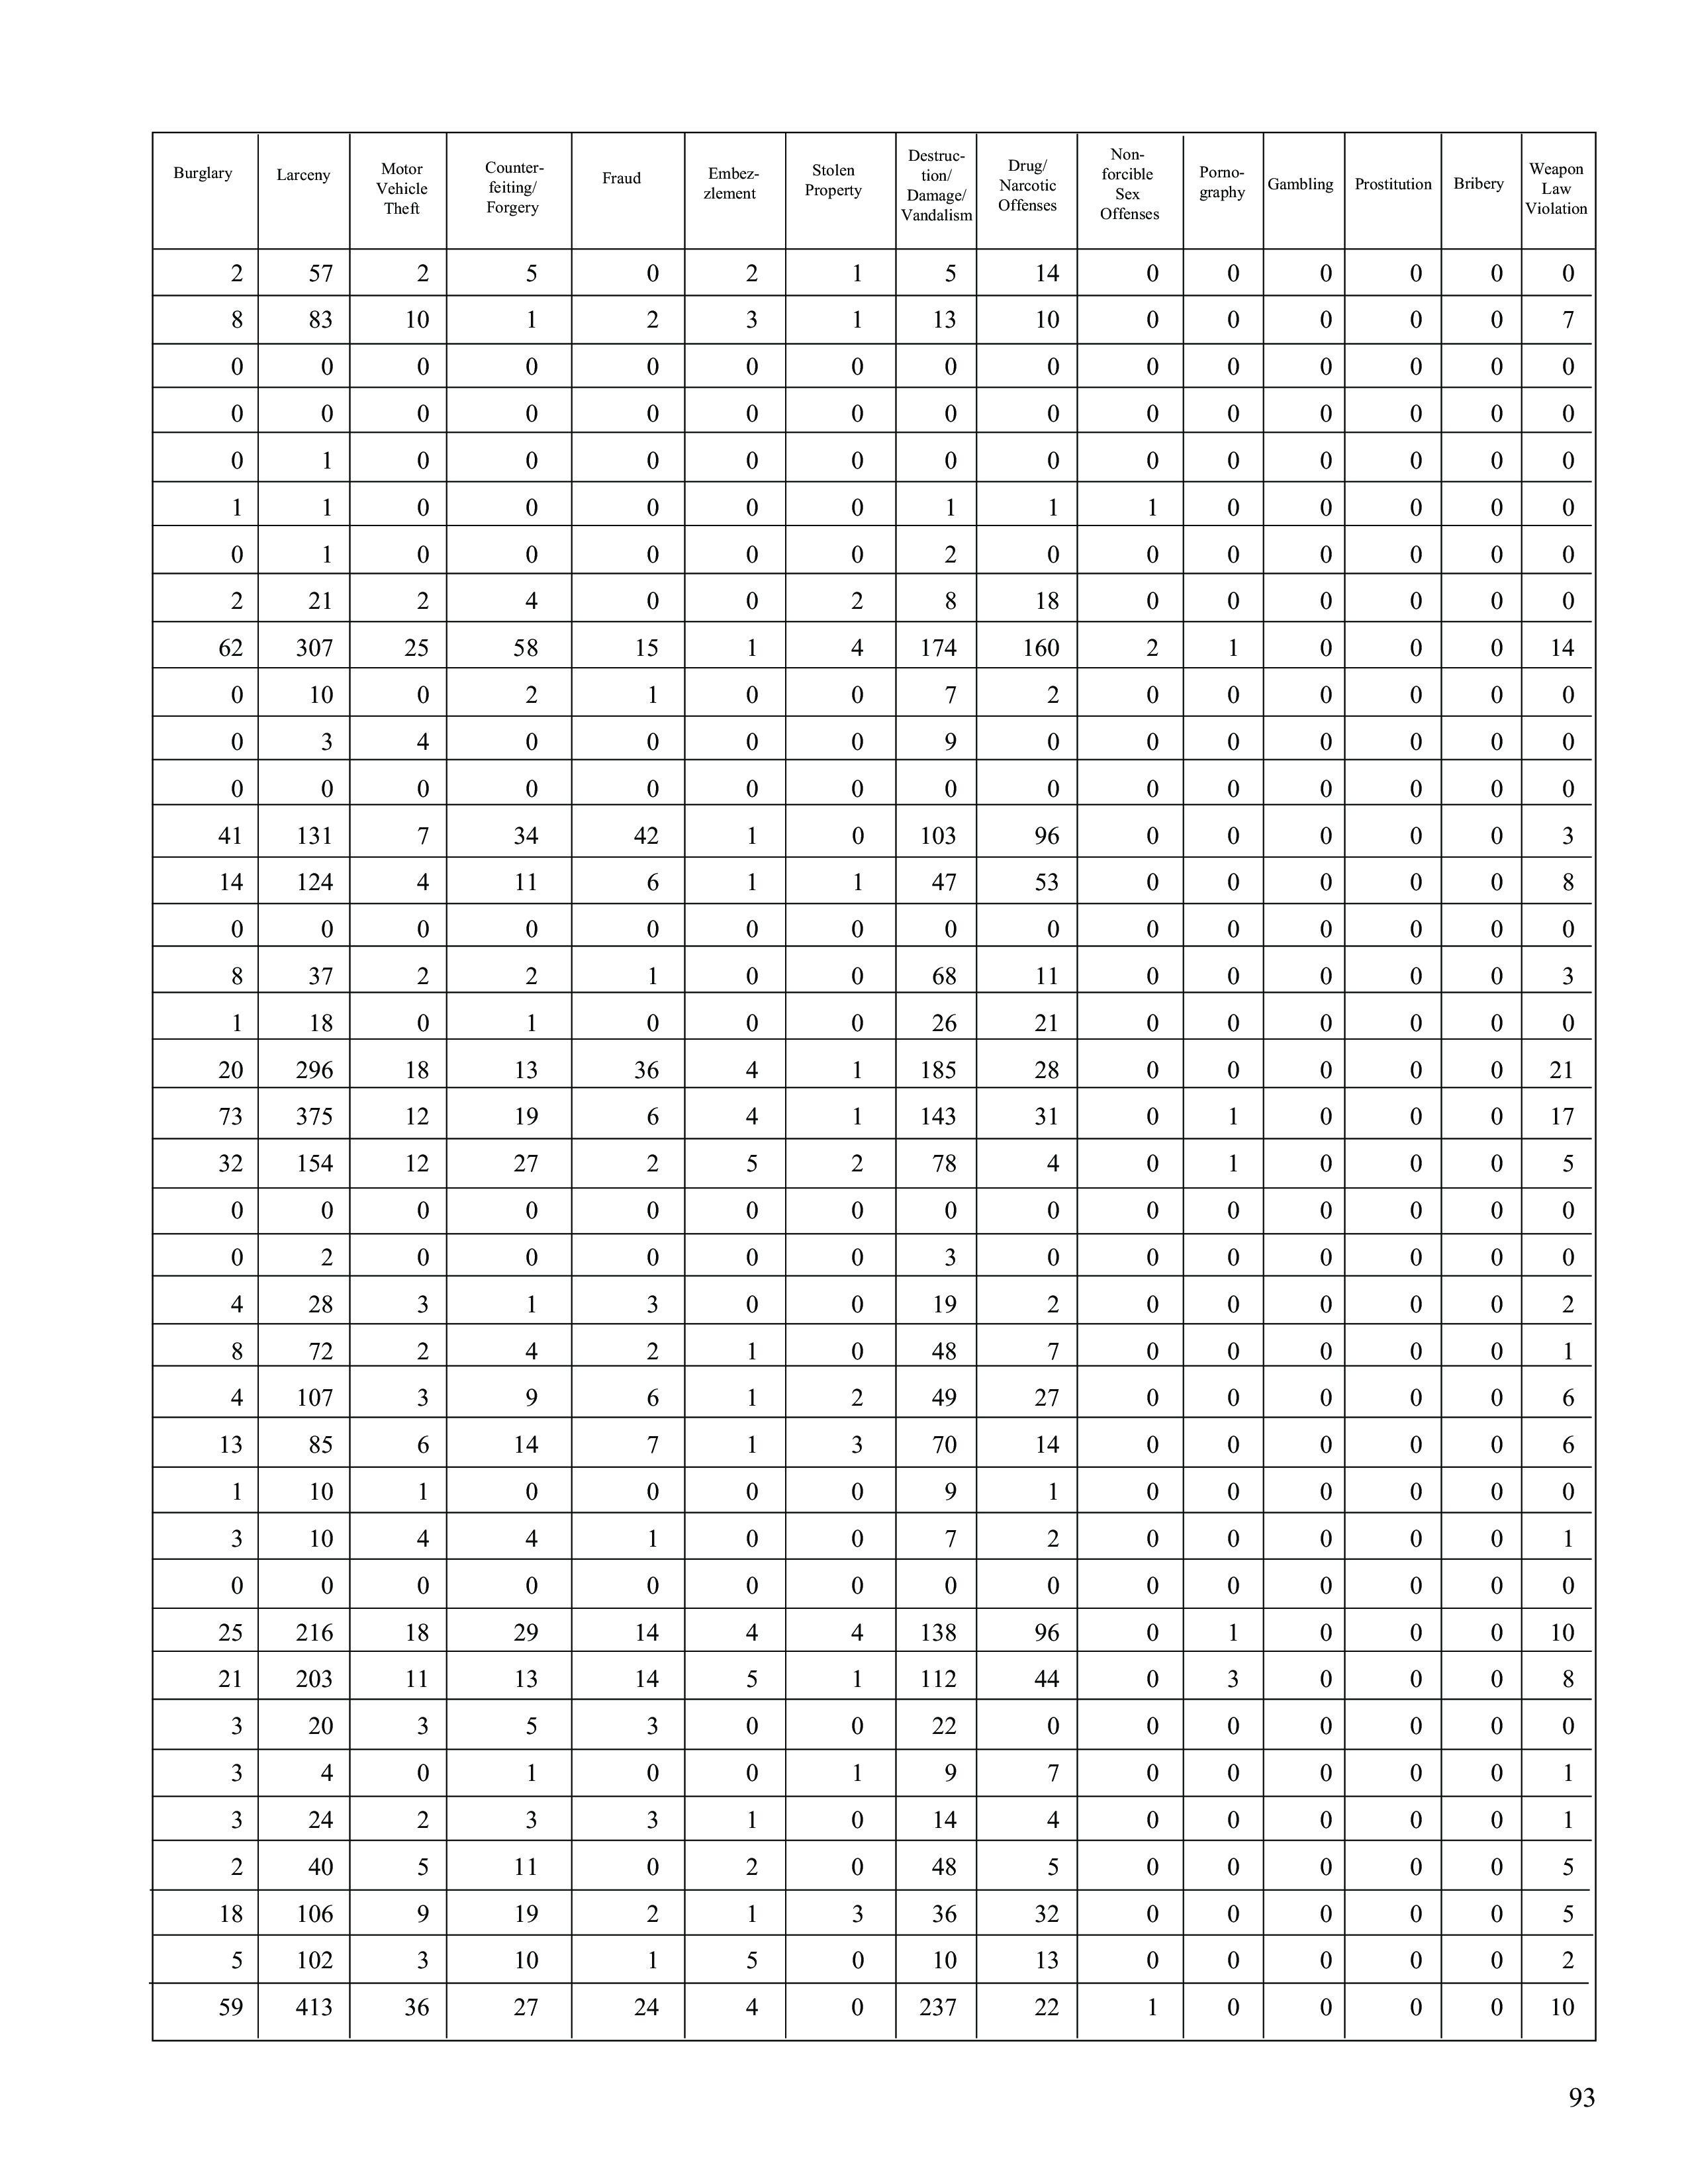 Burglary Larceny Motor Vehicle Theft Counter- feiting/ Forgery Fraud Embez- zlement Stolen Property Destruc- tion/ Damage/ Vandalism Drug/ Narcotic Offenses Non- forcible Sex Offenses Porno- graphy Gambling Prostitution Bribery Weapon Law Violation
2 57 2 5 0 2 1 5 14 0 0 0 0 0 0
8 83 10 1 2 3 1 13 10 0 0 0 0 0 7
0 0 0 0 0 0 0 0 0 0 0 0 0 0 0
0 0 0 0 0 0 0 0 0 0 0 0 0 0 0
0 1 0 0 0 0 0 0 0 0 0 0 0 0 0
1 1 0 0 0 0 0 1 1 1 0 0 0 0 0
0 1 0 0 0 0 0 2 0 0 0 0 0 0 0
2 21 2 4 0 0 2 8 18 0 0 0 0 0 0
62 307 25 58 15 1 4 174 160 2 1 0 0 0 14
0 10 0 2 1 0 0 7 2 0 0 0 0 0 0
0 3 4 0 0 0 0 9 0 0 0 0 0 0 0
0 0 0 0 0 0 0 0 0 0 0 0 0 0 0
41 131 7 34 42 1 0 103 96 0 0 0 0 0 3
14 124 4 11 6 1 1 47 53 0 0 0 0 0 8
0 0 0 0 0 0 0 0 0 0 0 0 0 0 0
8 37 2 2 1 0 0 68 11 0 0 0 0 0 3
1 18 0 1 0 0 0 26 21 0 0 0 0 0 0
20 296 18 13 36 4 1 185 28 0 0 0 0 0 21
73 375 12 19 6 4 1 143 31 0 1 0 0 0 17
32 154 12 27 2 5 2 78 4 0 1 0 0 0 5
0 0 0 0 0 0 0 0 0 0 0 0 0 0 0
0 2 0 0 0 0 0 3 0 0 0 0 0 0 0
4 28 3 1 3 0 0 19 2 0 0 0 0 0 2
8 72 2 4 2 1 0 48 7 0 0 0 0 0 1
4 107 3 9 6 1 2 49 27 0 0 0 0 0 6
13 85 6 14 7 1 3 70 14 0 0 0 0 0 6
1 10 1 0 0 0 0 9 1 0 0 0 0 0 0
3 10 4 4 1 0 0 7 2 0 0 0 0 0 1
0 0 0 0 0 0 0 0 0 0 0 0 0 0 0
25 216 18 29 14 4 4 138 96 0 1 0 0 0 10
21 203 11 13 14 5 1 112 44 0 3 0 0 0 8
3 20 3 5 3 0 0 22 0 0 0 0 0 0 0
3 4 0 1 0 0 1 9 7 0 0 0 0 0 1
3 24 2 3 3 1 0 14 4 0 0 0 0 0 1
2 40 5 11 0 2 0 48 5 0 0 0 0 0 5
18 106 9 19 2 1 3 36 32 0 0 0 0 0 5
5 102 3 10 1 5 0 10 13 0 0 0 0 0 2
59 413 36 27 24 4 0 237 22 1 0 0 0 0 10
93